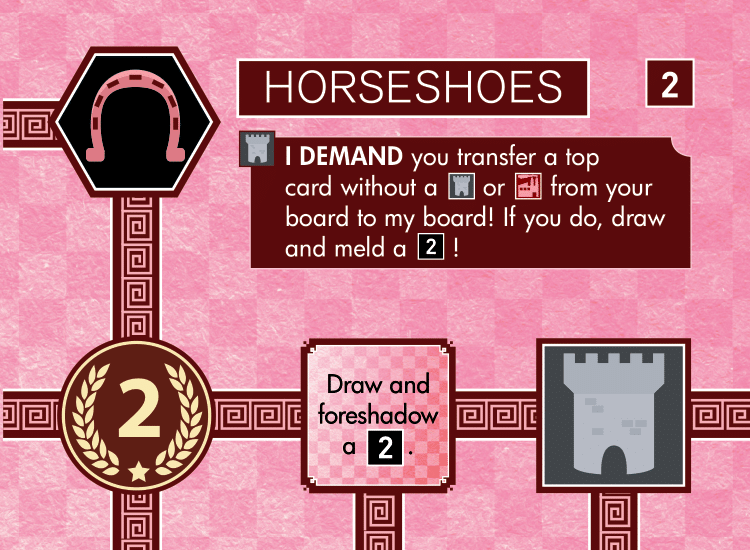 HORSESHOES
2
I DEMAND you transfer a top
card without a or from your
board to my board! If you do, draw
and meld a 2 !
2
Draw and
foreshadow
a 2 .